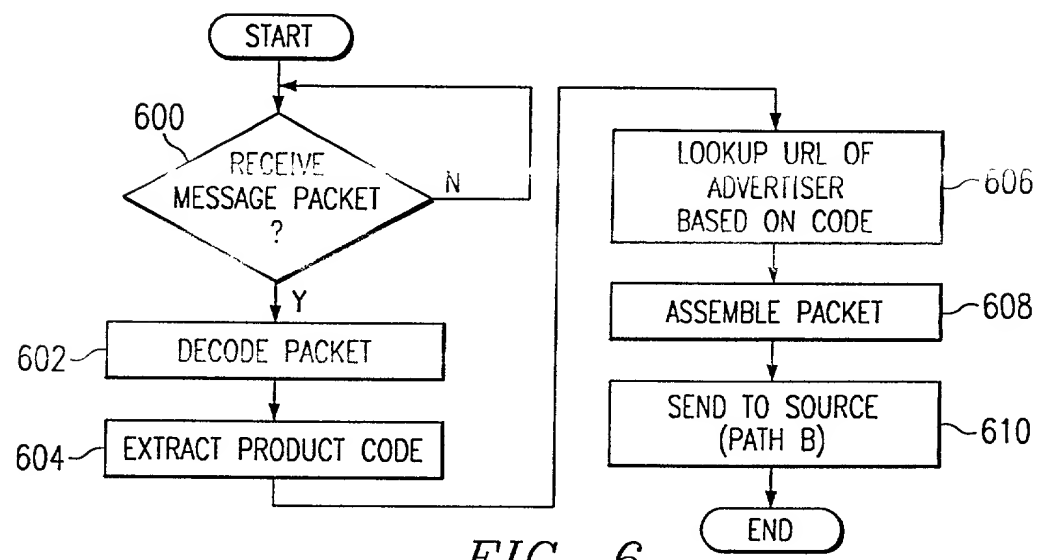 START
600
RECEIVE
MESSAGE PACKET
?
N
Y
602
DECODE PACKET
604
EXTRACT PRODUCT CODE
LOOKUP URL OF
ADVERTISER
BASED ON CODE
606
ASSEMBLE PACKET
608
SEND TO SOURCE
(PATH B)
610
END
FIG. 6